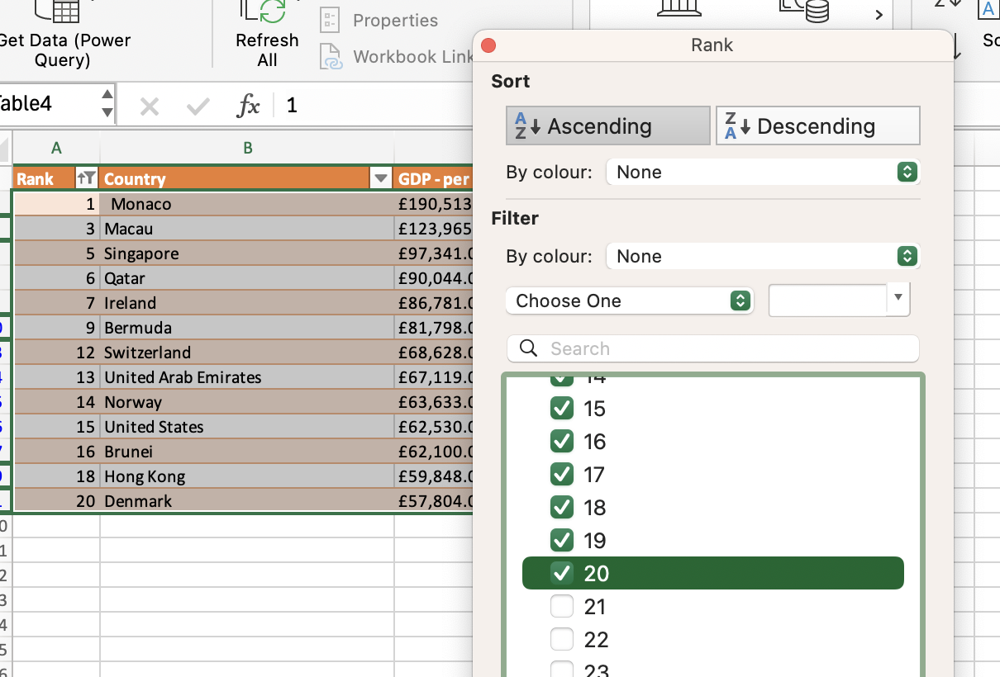 Get Data (Power
Query)
Refresh
All
Properties
Workbook Link
Rank
Table4
fx
1
A
B
Rank
Country
GDP - per
1 Monaco £190,513
3 Macau £123,965
5 Singapore £97,341.0
6 Qatar £90,044.0
7 Ireland £86,781.0
9 Bermuda £81,798.0
12 Switzerland £68,628.0
13 United Arab Emirates £67,119.0
14 Norway £63,633.0
15 United States £62,530.0
16 Brunei £62,100.0
18 Hong Kong £59,848.0
20 Denmark £57,804.0
Sort
A Z Ascending
Z A Descending
By colour: None
Filter
By colour: None
Choose One
Search
14
15
16
17
18
19
20
21
22
23